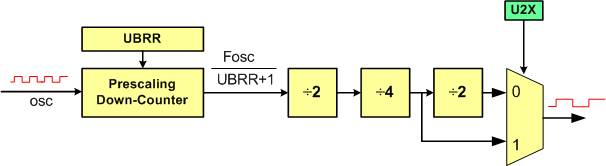 U2X
UBRR
Fosc
UBRR+1
Prescaling
Down-Counter
osc
÷2
÷4
÷2
0
1